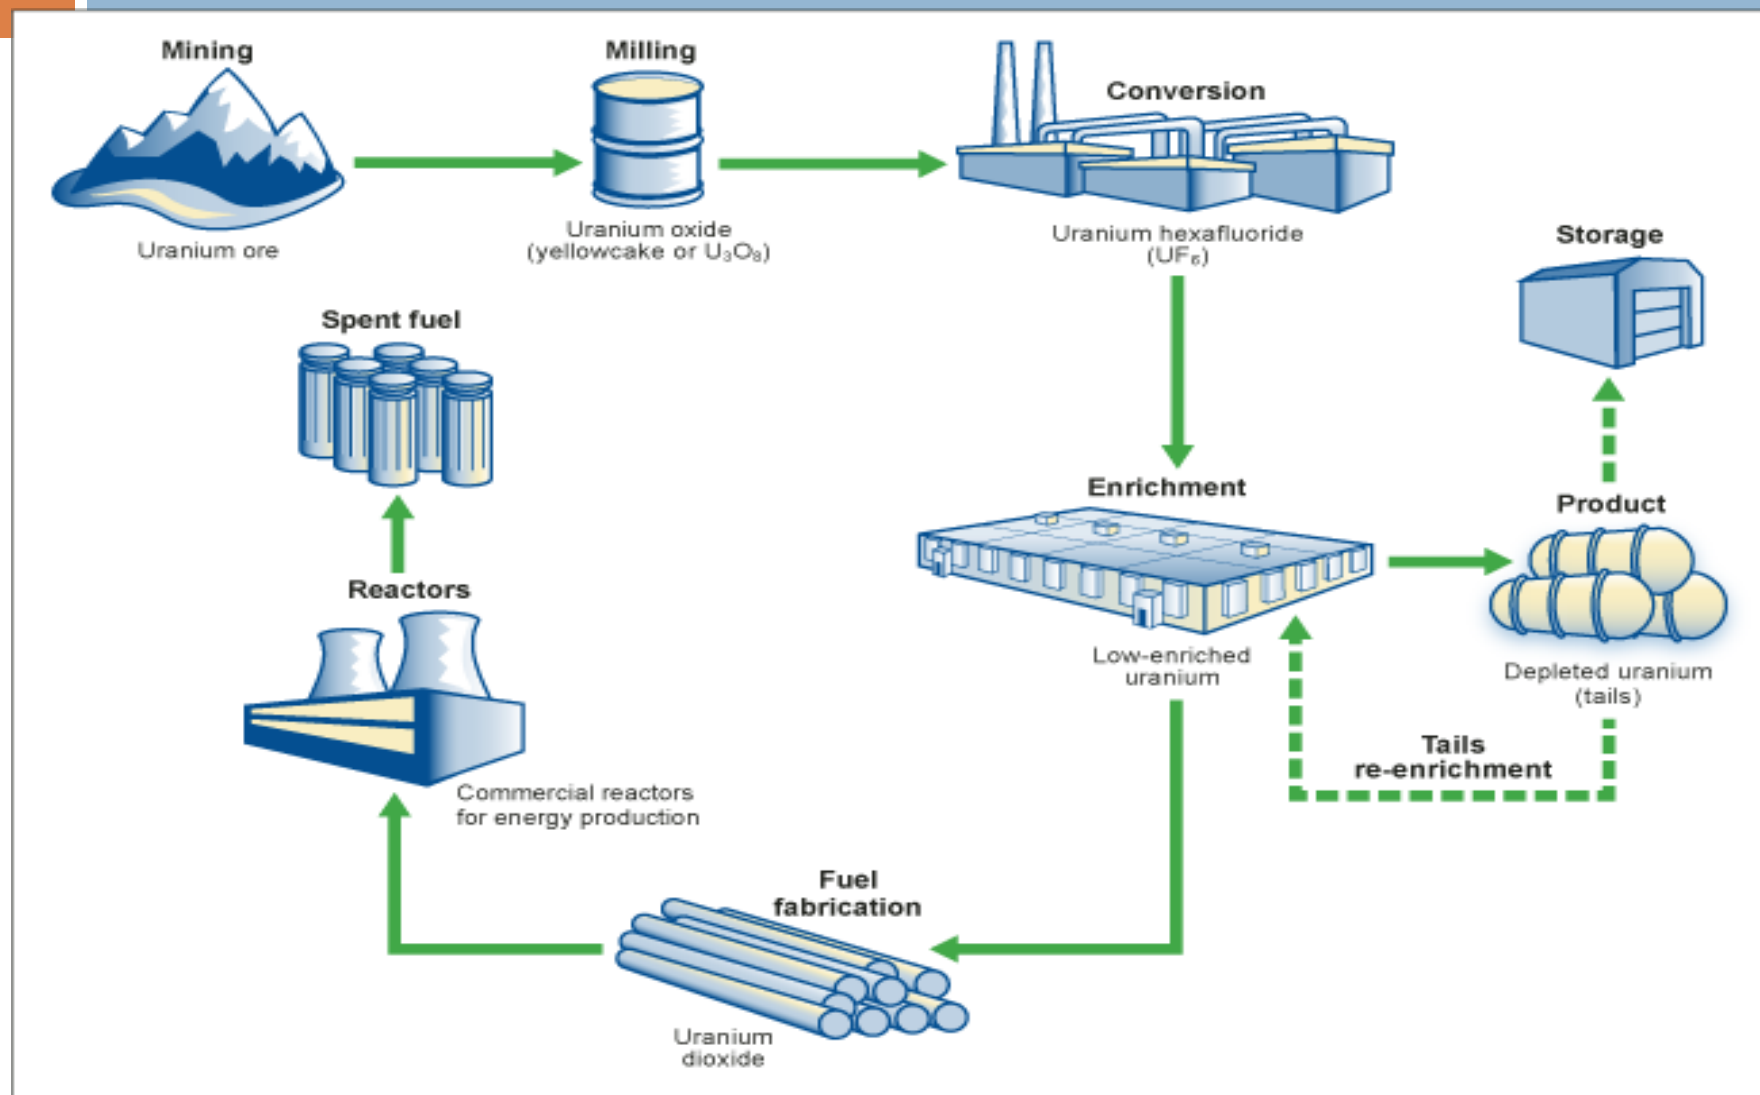 Mining
Uranium ore
Milling
Uranium oxide
(yellowcake or U₃O₈)
Conversion
Uranium hexafluoride
(UF₆)
Storage
Spent fuel
Enrichment
Low-enriched
uranium
Product
Depleted uranium
(tails)
Tails
re-enrichment
Reactors
Commercial reactors
for energy production
Fuel
fabrication
Uranium
dioxide